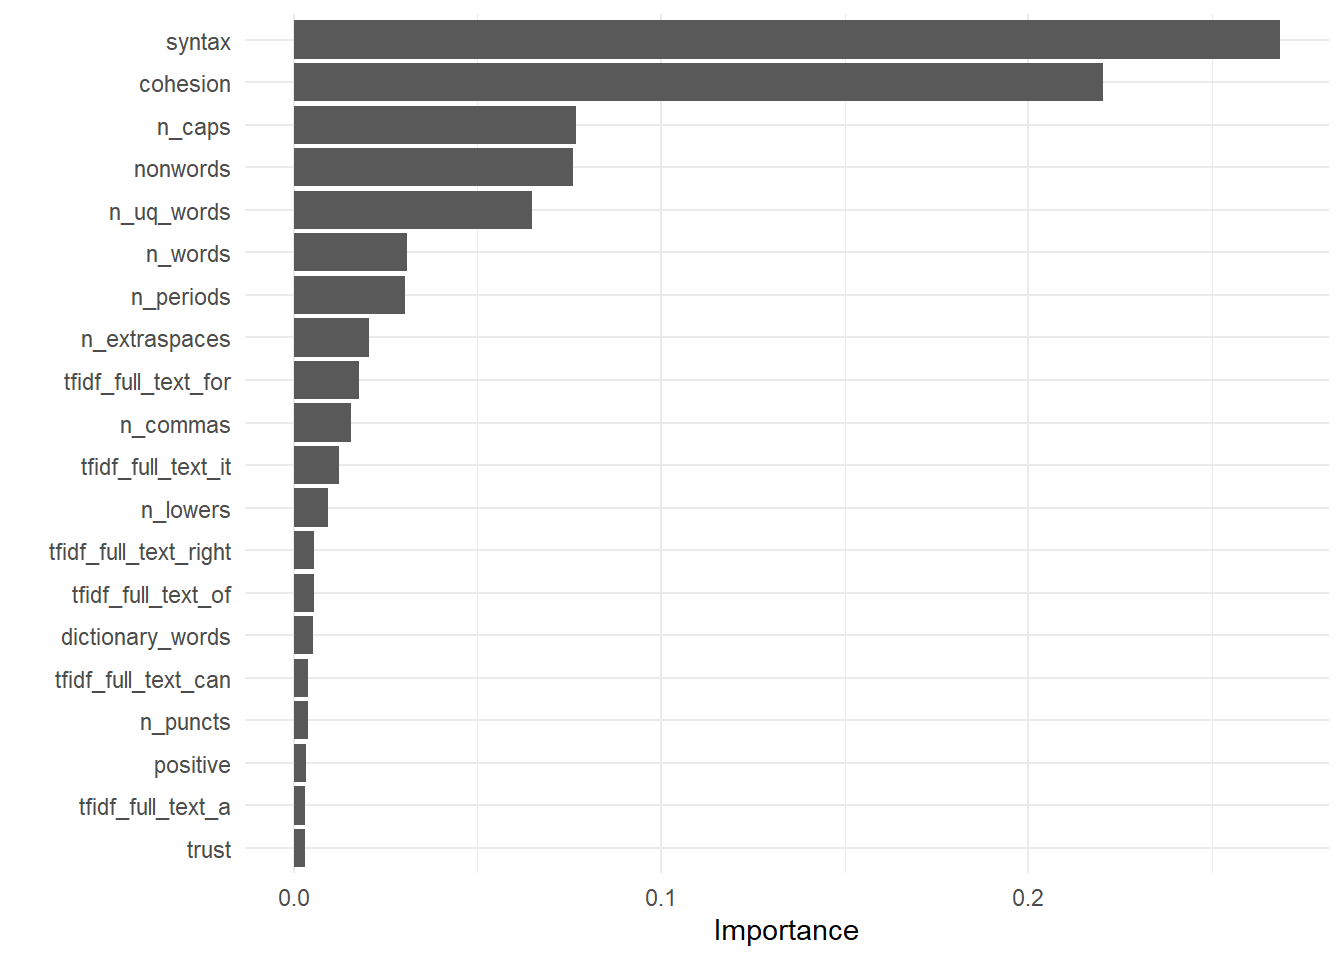 syntax
cohesion
n_caps
nonwords
n_uq_words
n_words
n_periods
n_extraspaces
tfidf_full_text_for
n_commas
tfidf_full_text_it
n_lowers
tfidf_full_text_right
tfidf_full_text_of
dictionary_words
tfidf_full_text_can
n_puncts
positive
tfidf_full_text_a
trust
0.0 0.1 0.2
Importance